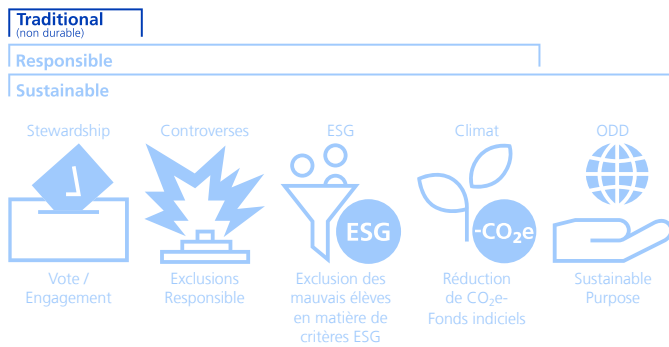 Traditional
(non durable)
Responsible
Sustainable
Stewardship
Controverses
ESG
Climat
ODD
ESG
-CO₂e
Vote /
Engagement
Exclusions
Responsible
Exclusion des
mauvais élèves
en matière de
critères ESG
Réduction
de CO₂e-
Fonds indiciels
Sustainable
Purpose